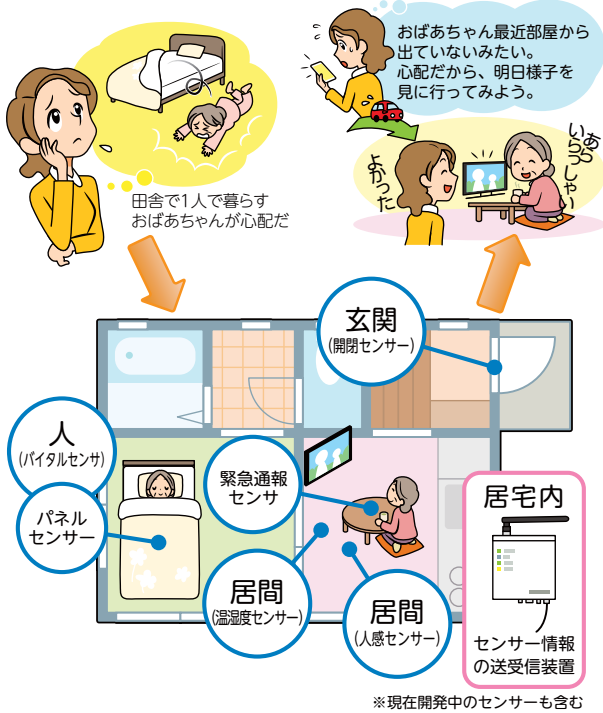 おばあちゃん最近部屋から
出ていないみたい。
心配だから、明日様子を
見に行ってみよう。
あら
いらっしゃい
よかった
田舎で1人で暮らす
おばあちゃんが心配だ
玄関
(開閉センサー)
人
(バイタルセンサ)
パネル
センサー
緊急通報
センサ
居間
(温湿度センサー)
居間
(人感センサー)
居宅内
センサー情報
の送受信装置
※現在開発中のセンサーも含む